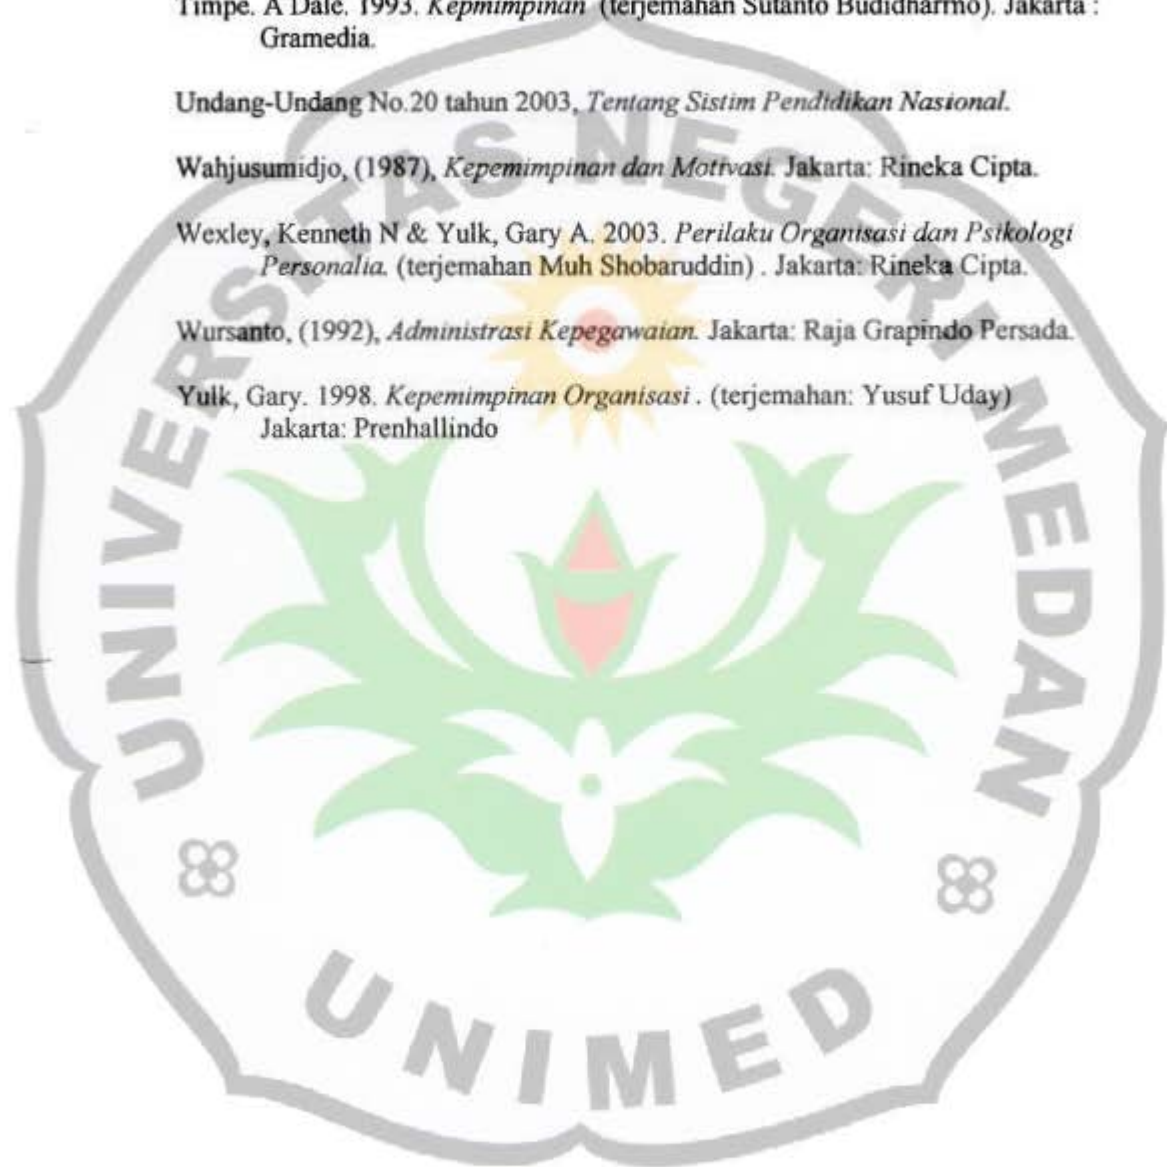 Timpe. A Dale. 1993. Kepmimpinan (terjemahan Sutanto Budidharmo). Jakarta :
Gramedia.
Undang-Undang No.20 tahun 2003, Tentang Sistim Pendidikan Nasional.
Wahjusumidjo, (1987), Kepemimpinan dan Motivasi. Jakarta: Rineka Cipta.
Wexley, Kenneth N & Yulk, Gary A. 2003. Perilaku Organisasi dan Psikologi
Personalia. (terjemahan Muh Shobaruddin) . Jakarta: Rineka Cipta.
Wursanto, (1992), Administrasi Kepegawaian. Jakarta: Raja Grapindo Persada.
Yulk, Gary. 1998. Kepemimpinan Organisasi . (terjemahan: Yusuf Uday)
Jakarta: Prenhallindo
UNIVERSITAS NEGERI MEDAN
UNIMED